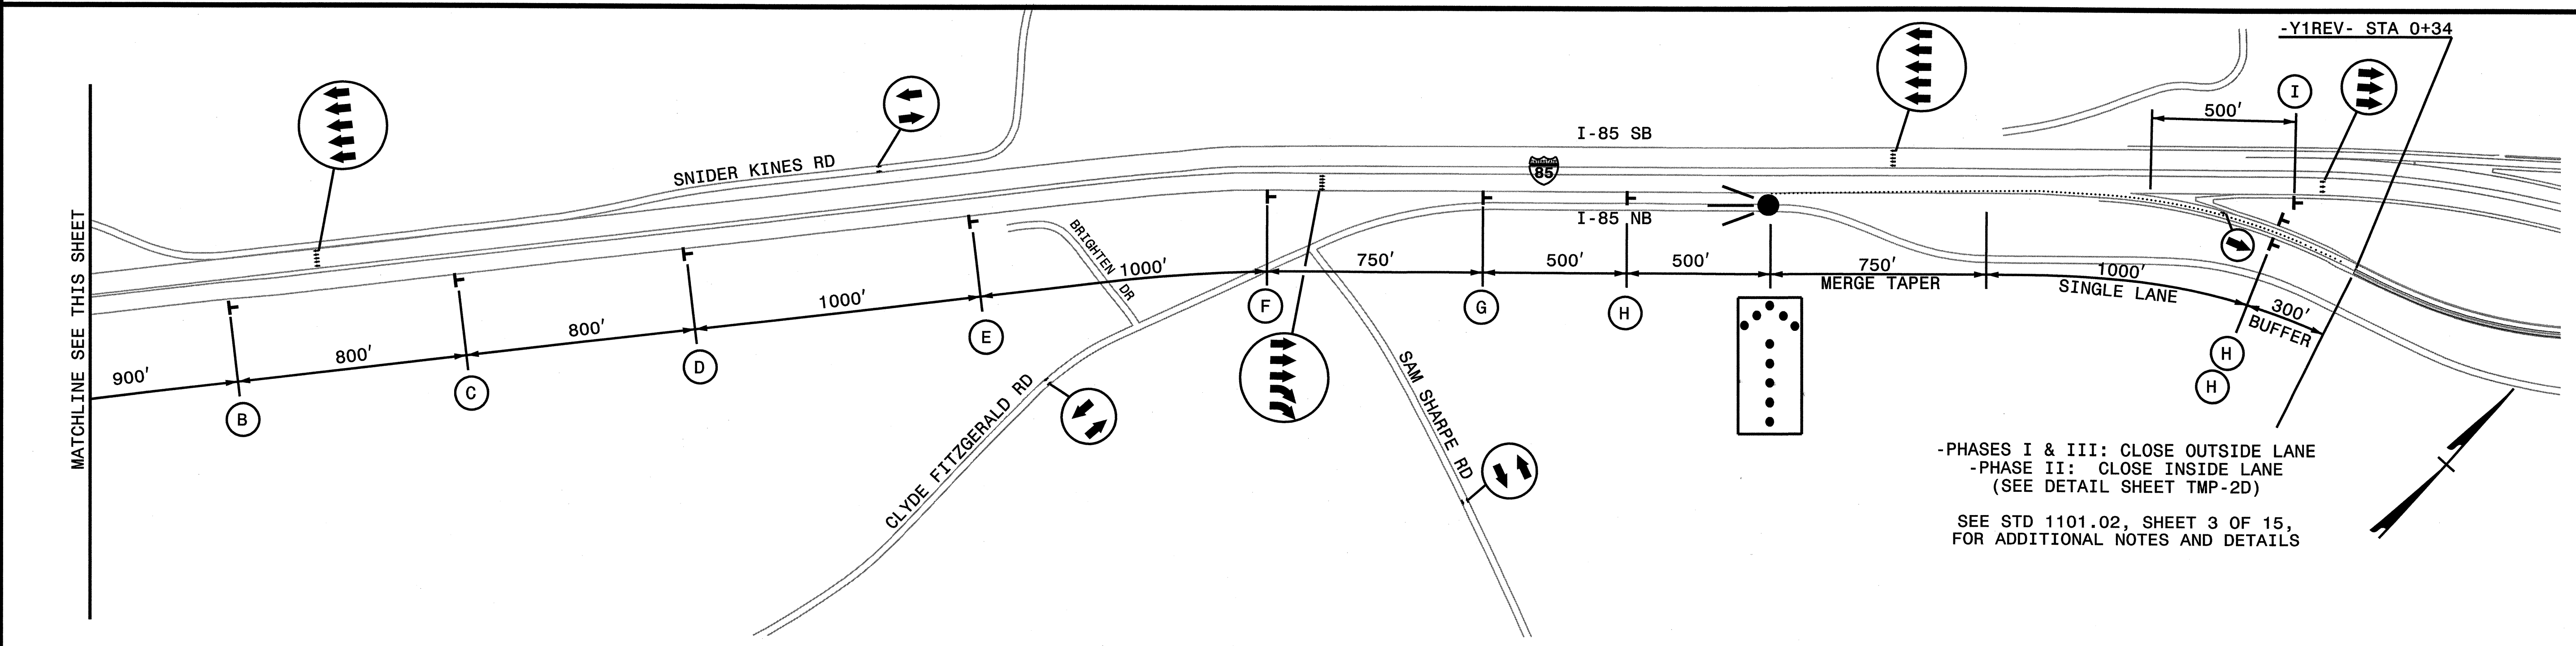 -Y1REV- STA 0+34
I
500'
I-85 SB
85
SNIDER KINES RD
I-85 NB
BRIGHTEN DR
MATCHLINE SEE THIS SHEET
900'
800'
800'
1000'
1000'
750'
500'
500'
750'
MERGE TAPER
1000'
SINGLE LANE
300'
BUFFER
B
C
D
E
F
G
H
H
H
CLYDE FITZGERALD RD
SAM SHARPE RD
-PHASES I & III: CLOSE OUTSIDE LANE
-PHASE II: CLOSE INSIDE LANE
(SEE DETAIL SHEET TMP-2D)
SEE STD 1101.02, SHEET 3 OF 15,
FOR ADDITIONAL NOTES AND DETAILS